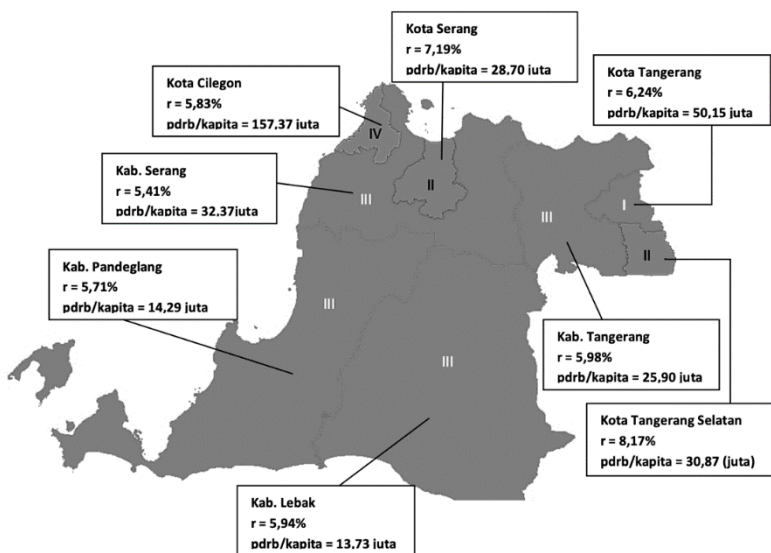 Kota Serang
r = 7,19%
pdrb/kapita = 28,70 juta
Kota Cilegon
r = 5,83%
pdrb/kapita = 157,37 juta
Kota Tangerang
r = 6,24%
pdrb/kapita = 50,15 juta
IV
Kab. Serang
r = 5,41%
pdrb/kapita = 32.37juta
III
II
III
I
II
Kab. Pandeglang
r = 5,71%
pdrb/kapita = 14,29 juta
III
III
Kab. Tangerang
r = 5,98%
pdrb/kapita = 25,90 juta
Kota Tangerang Selatan
r = 8,17%
pdrb/kapita = 30,87 (juta)
Kab. Lebak
r = 5,94%
pdrb/kapita = 13,73 juta